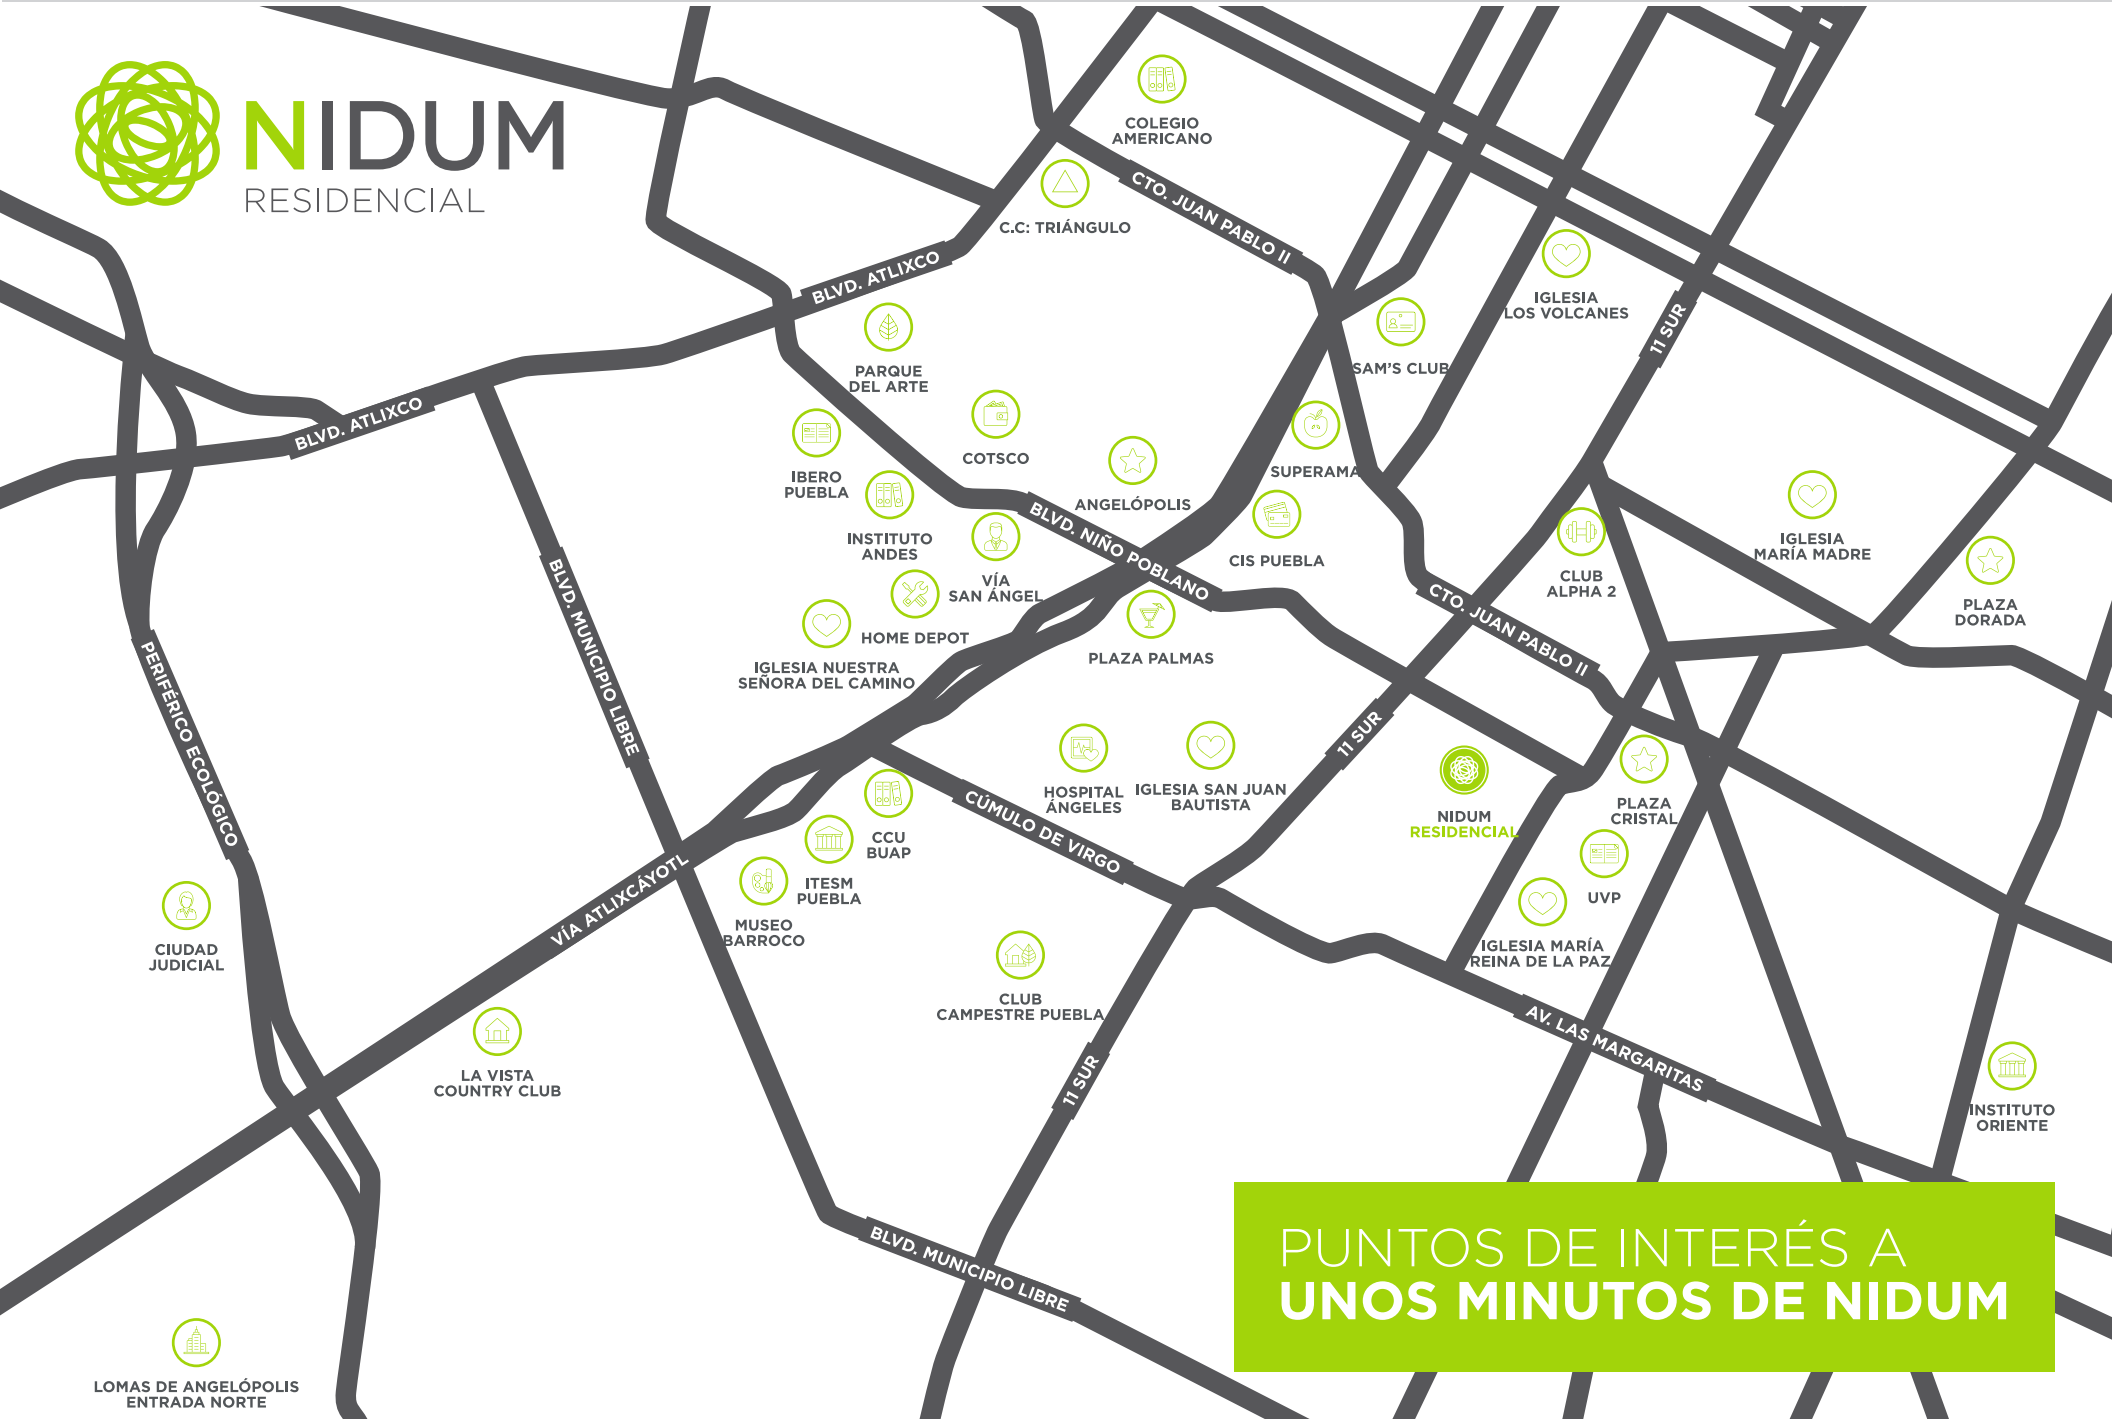 NIDUM
RESIDENCIAL
COLEGIO
AMERICANO
C.C: TRIÁNGULO
CTO. JUAN PABLO II
BLVD. ATLIXCO
IGLESIA
LOS VOLCANES
11 SUR
PARQUE
DEL ARTE
SAM'S CLUB
BLVD. ATLIXCO
COTSCO
IBERO
PUEBLA
ANGELÓPOLIS
SUPERAMA
INSTITUTO
ANDES
BLVD. NIÑO POBLANO
CIS PUEBLA
IGLESIA
MARÍA MADRE
VÍA
SAN ÁNGEL
CLUB
ALPHA 2
PLAZA
DORADA
HOME DEPOT
BLVD. MUNICIPIO LIBRE
CTO. JUAN PABLO II
PLAZA PALMAS
IGLESIA NUESTRA
SEÑORA DEL CAMINO
PERIFÉRICO ECOLÓGICO
11 SUR
HOSPITAL
ÁNGELES
IGLESIA SAN JUAN
BAUTISTA
NIDUM
RESIDENCIAL
PLAZA
CRISTAL
CÚMULO DE VIRGO
CCU
BUAP
ITESM
PUEBLA
UVP
VÍA ATLIXCÁYOTL
MUSEO
BARROCO
IGLESIA MARÍA
REINA DE LA PAZ
CIUDAD
JUDICIAL
CLUB
CAMPESTRE PUEBLA
AV. LAS MARGARITAS
LA VISTA
COUNTRY CLUB
11 SUR
INSTITUTO
ORIENTE
BLVD. MUNICIPIO LIBRE
PUNTOS DE INTERÉS A
UNOS MINUTOS DE NIDUM
LOMAS DE ANGELÓPOLIS
ENTRADA NORTE